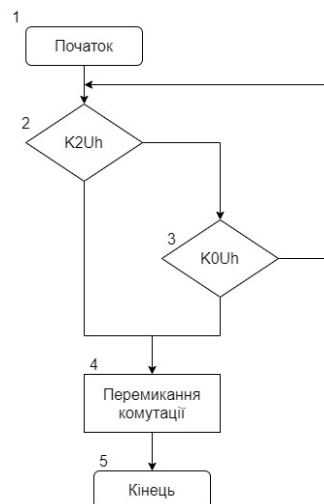 1
Початок
2
K2Uh
3
K0Uh
4
Перемикання
комутації
5
Кінець